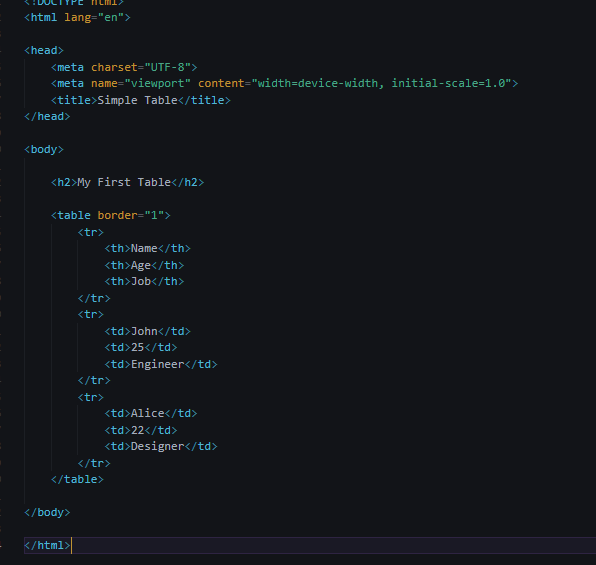 <!DOCTYPE html>
<html lang="en">
<head>
<meta charset="UTF-8">
<meta name="viewport" content="width=device-width, initial-scale=1.0">
<title>Simple Table</title>
</head>
<body>
<h2>My First Table</h2>
<table border="1">
<tr>
<th>Name</th>
<th>Age</th>
<th>Job</th>
</tr>
<tr>
<td>John</td>
<td>25</td>
<td>Engineer</td>
</tr>
<tr>
<td>Alice</td>
<td>22</td>
<td>Designer</td>
</tr>
</table>
</body>
</html>